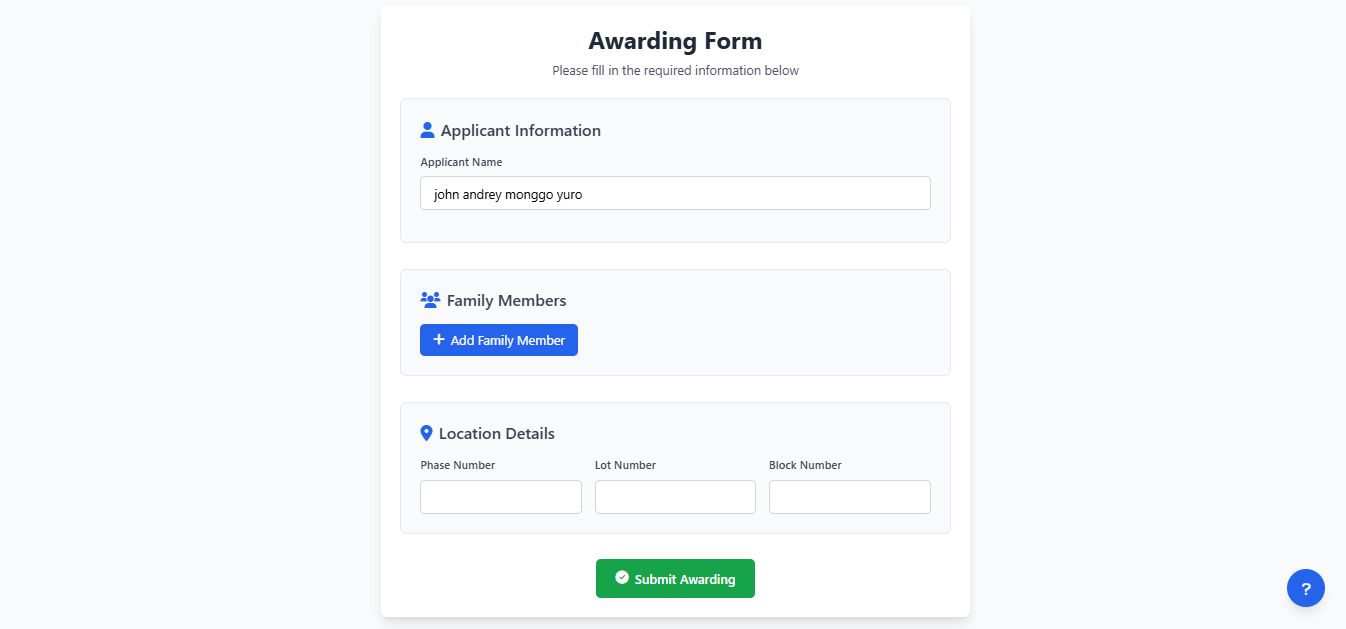 Awarding Form
Please fill in the required information below
Applicant Information
Applicant Name
john andrey monggo yuro
Family Members
+ Add Family Member
Location Details
Phase Number Lot Number Block Number
Submit Awarding
?